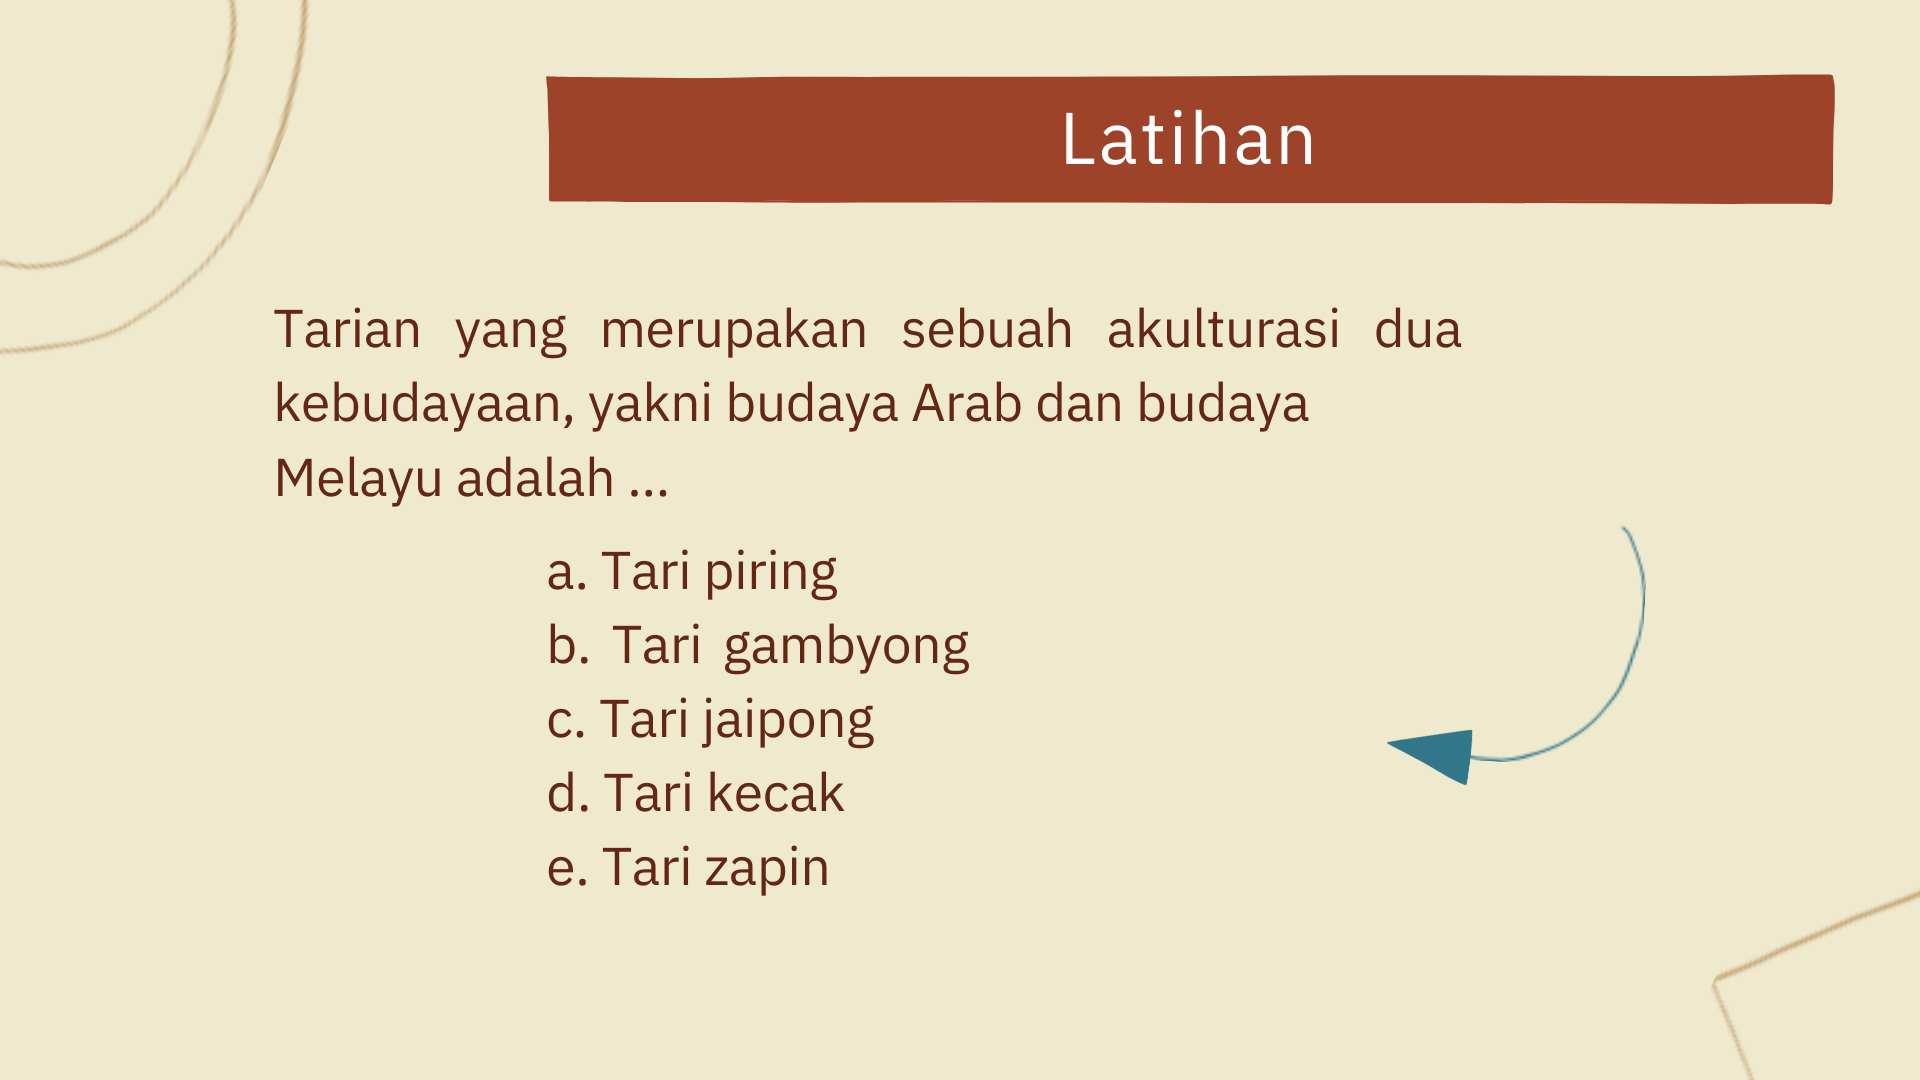 Latihan
Tarian yang merupakan sebuah akulturasi dua
kebudayaan, yakni budaya Arab dan budaya
Melayu adalah ...
a. Tari piring
b. Tari gambyong
c. Tari jaipong
d. Tari kecak
e. Tari zapin